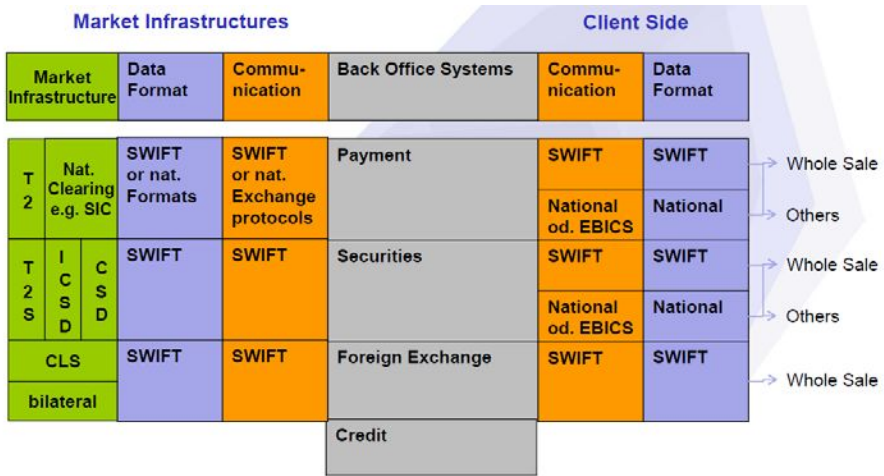 Market Infrastructures
Client Side
Market
Infrastructure
Data
Format
Commu-
nication
Back Office Systems
Commu-
nication
Data
Format
T
2
Nat.
Clearing
e.g. SIC
SWIFT
or nat.
Formats
SWIFT
or nat.
Exchange
protocols
Payment
SWIFT
SWIFT
Whole Sale
National
od. EBICS
National
Others
T
2
S
I
C
S
D
C
S
D
SWIFT
SWIFT
Securities
SWIFT
SWIFT
Whole Sale
National
od. EBICS
National
Others
CLS
bilateral
SWIFT
SWIFT
Foreign Exchange
SWIFT
SWIFT
Whole Sale
Credit